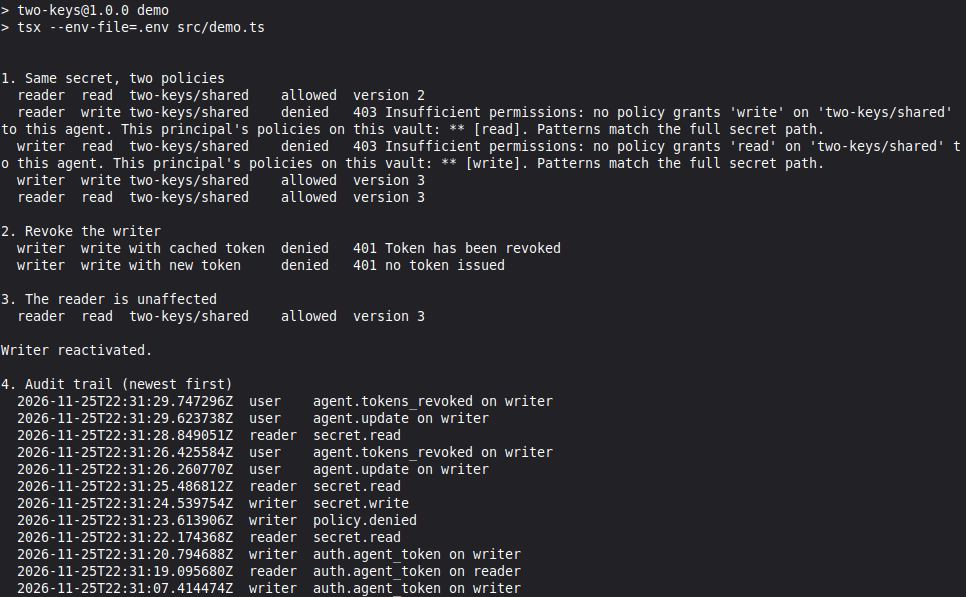 > two-keys@1.0.0 demo
> tsx --env-file=.env src/demo.ts
1. Same secret, two policies
reader  read  two-keys/shared    allowed  version 2
reader  write two-keys/shared    denied   403 Insufficient permissions: no policy grants 'write' on 'two-keys/shared'
to this agent. This principal's policies on this vault: ** [read]. Patterns match the full secret path.
writer  read  two-keys/shared    denied   403 Insufficient permissions: no policy grants 'read' on 'two-keys/shared' t
o this agent. This principal's policies on this vault: ** [write]. Patterns match the full secret path.
writer  write two-keys/shared    allowed  version 3
reader  read  two-keys/shared    allowed  version 3
2. Revoke the writer
writer  write with cached token  denied   401 Token has been revoked
writer  write with new token     denied   401 no token issued
3. The reader is unaffected
reader  read  two-keys/shared    allowed  version 3
Writer reactivated.
4. Audit trail (newest first)
2026-11-25T22:31:29.747296Z  user    agent.tokens_revoked on writer
2026-11-25T22:31:29.623738Z  user    agent.update on writer
2026-11-25T22:31:28.849051Z  reader  secret.read
2026-11-25T22:31:26.425584Z  user    agent.tokens_revoked on writer
2026-11-25T22:31:26.260770Z  user    agent.update on writer
2026-11-25T22:31:25.486812Z  reader  secret.read
2026-11-25T22:31:24.539754Z  writer  secret.write
2026-11-25T22:31:23.613906Z  writer  policy.denied
2026-11-25T22:31:22.174368Z  reader  secret.read
2026-11-25T22:31:20.794688Z  writer  auth.agent_token on writer
2026-11-25T22:31:19.095680Z  reader  auth.agent_token on reader
2026-11-25T22:31:07.414474Z  writer  auth.agent_token on writer